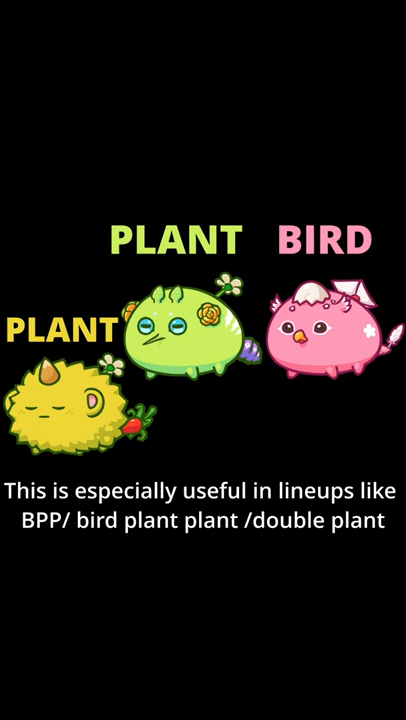 PLANT BIRD
PLANT
This is especially useful in lineups like
BPP/ bird plant plant /double plant